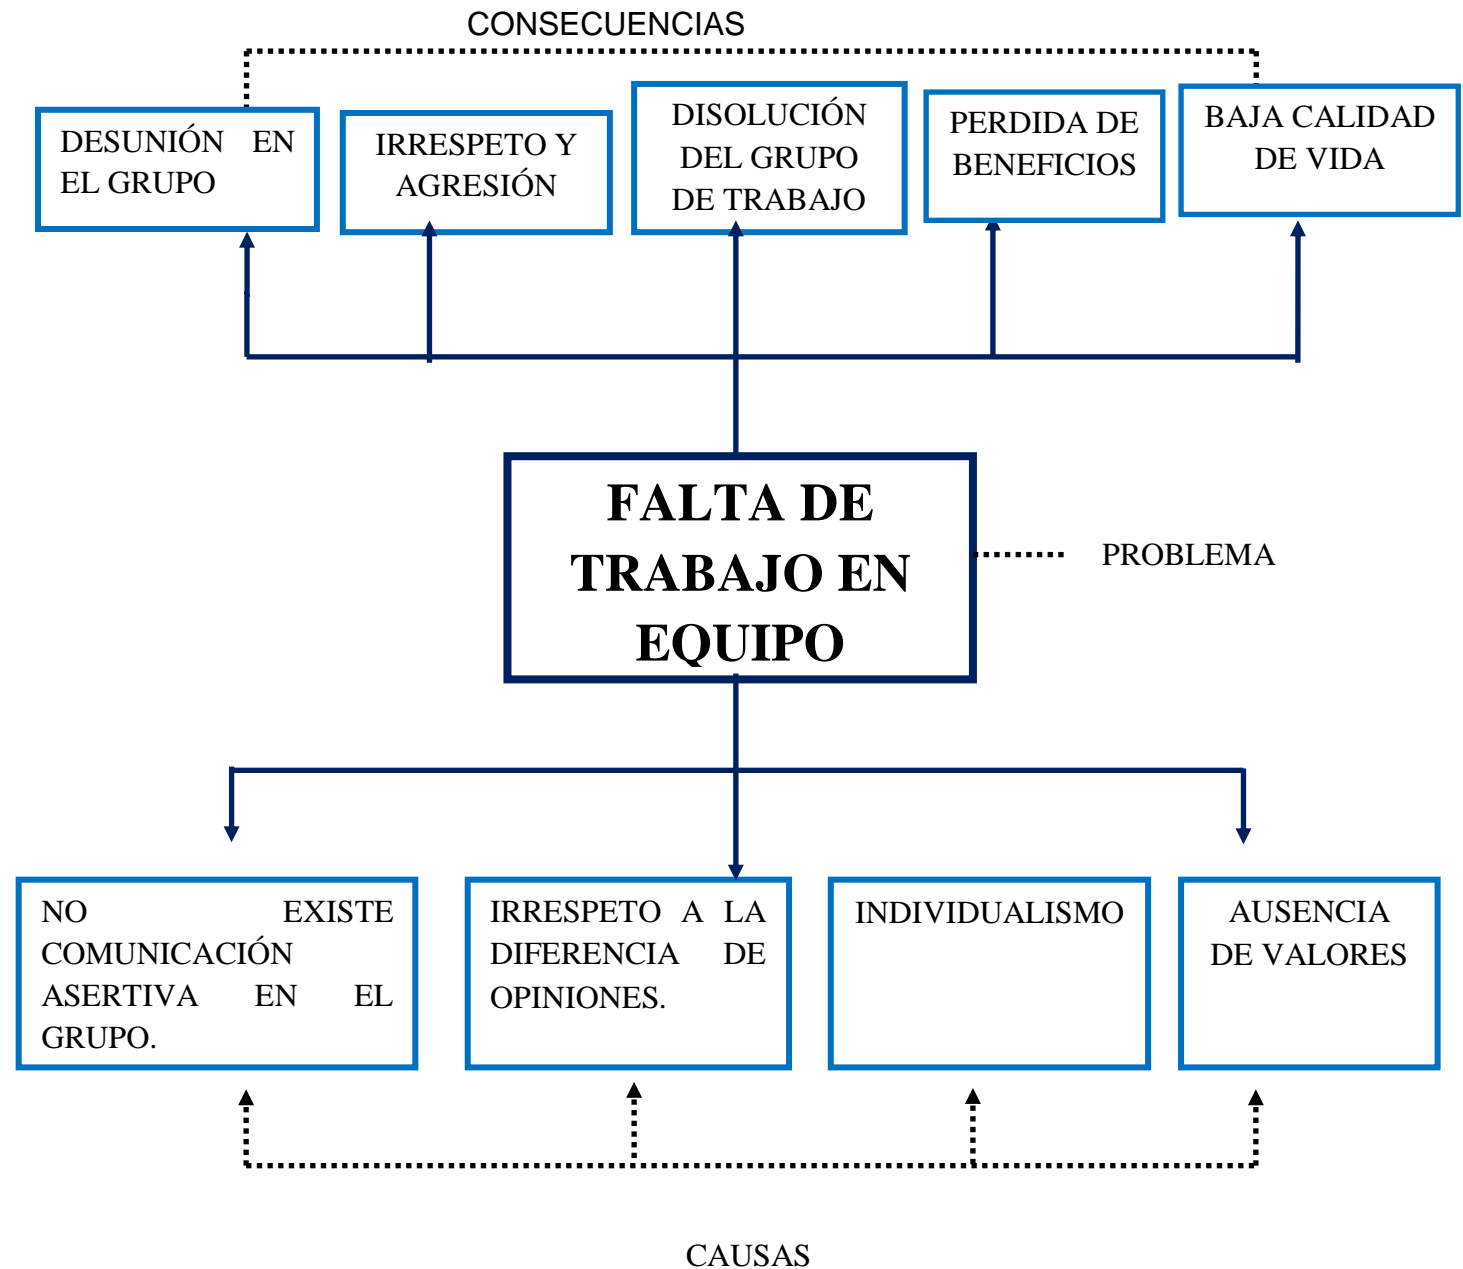 CONSECUENCIAS
DESUNIÓN EN
EL GRUPO
IRRESPETO Y
AGRESIÓN
DISOLUCIÓN
DEL GRUPO
DE TRABAJO
PERDIDA DE
BENEFICIOS
BAJA CALIDAD
DE VIDA
FALTA DE
TRABAJO EN
EQUIPO
PROBLEMA
NO EXISTE
COMUNICACIÓN
ASERTIVA EN EL
GRUPO.
IRRESPETO A LA
DIFERENCIA DE
OPINIONES.
INDIVIDUALISMO
AUSENCIA
DE VALORES
CAUSAS